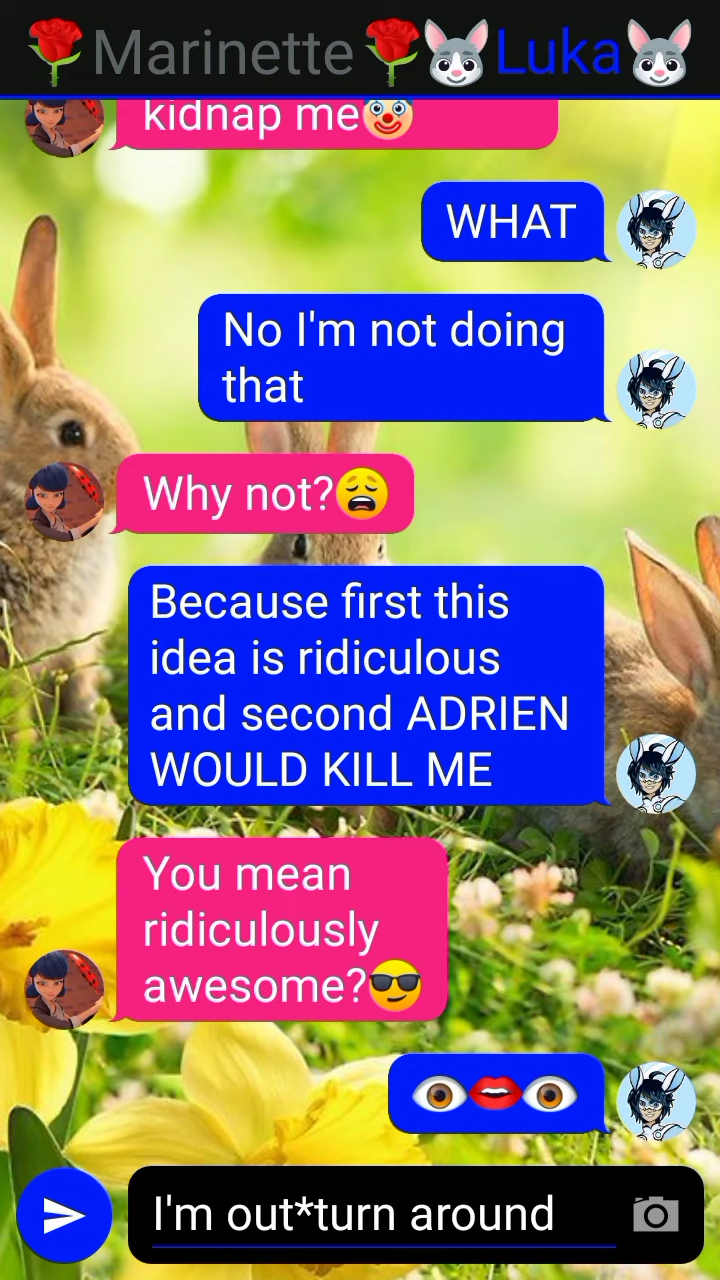 🌹Marinette🌹🐰Luka🐰
kidnap me🤡
WHAT
No I'm not doing
that
Why not?😩
Because first this
idea is ridiculous
and second ADRIEN
WOULD KILL ME
You mean
ridiculously
awesome?😎
👁👄👁
I'm out*turn around